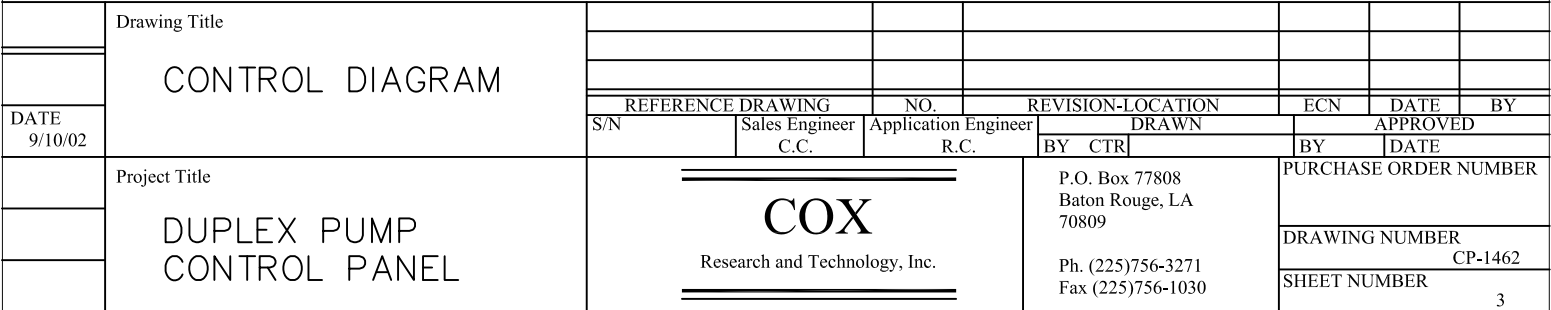 Drawing Title
CONTROL DIAGRAM
REFERENCE DRAWING NO. REVISION-LOCATION ECN DATE BY
DATE
9/10/02
S/N Sales Engineer Application Engineer DRAWN APPROVED
C.C. R.C. BY CTR BY DATE
Project Title
DUPLEX PUMP
CONTROL PANEL
COX
Research and Technology, Inc.
P.O. Box 77808
Baton Rouge, LA
70809
Ph. (225)756-3271
Fax (225)756-1030
PURCHASE ORDER NUMBER
DRAWING NUMBER
CP-1462
SHEET NUMBER
3